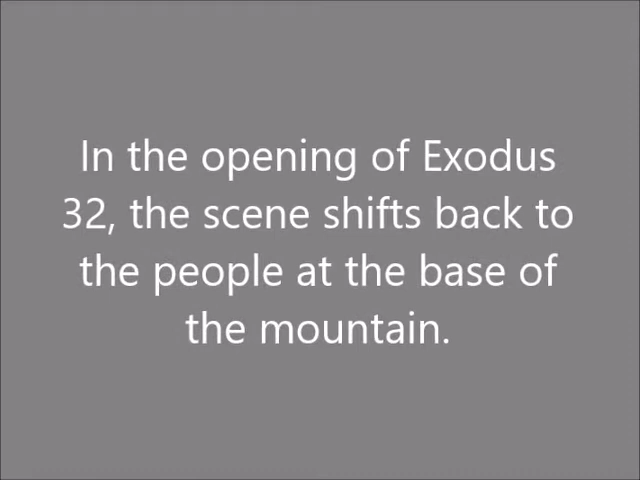 In the opening of Exodus
32, the scene shifts back to
the people at the base of
the mountain.